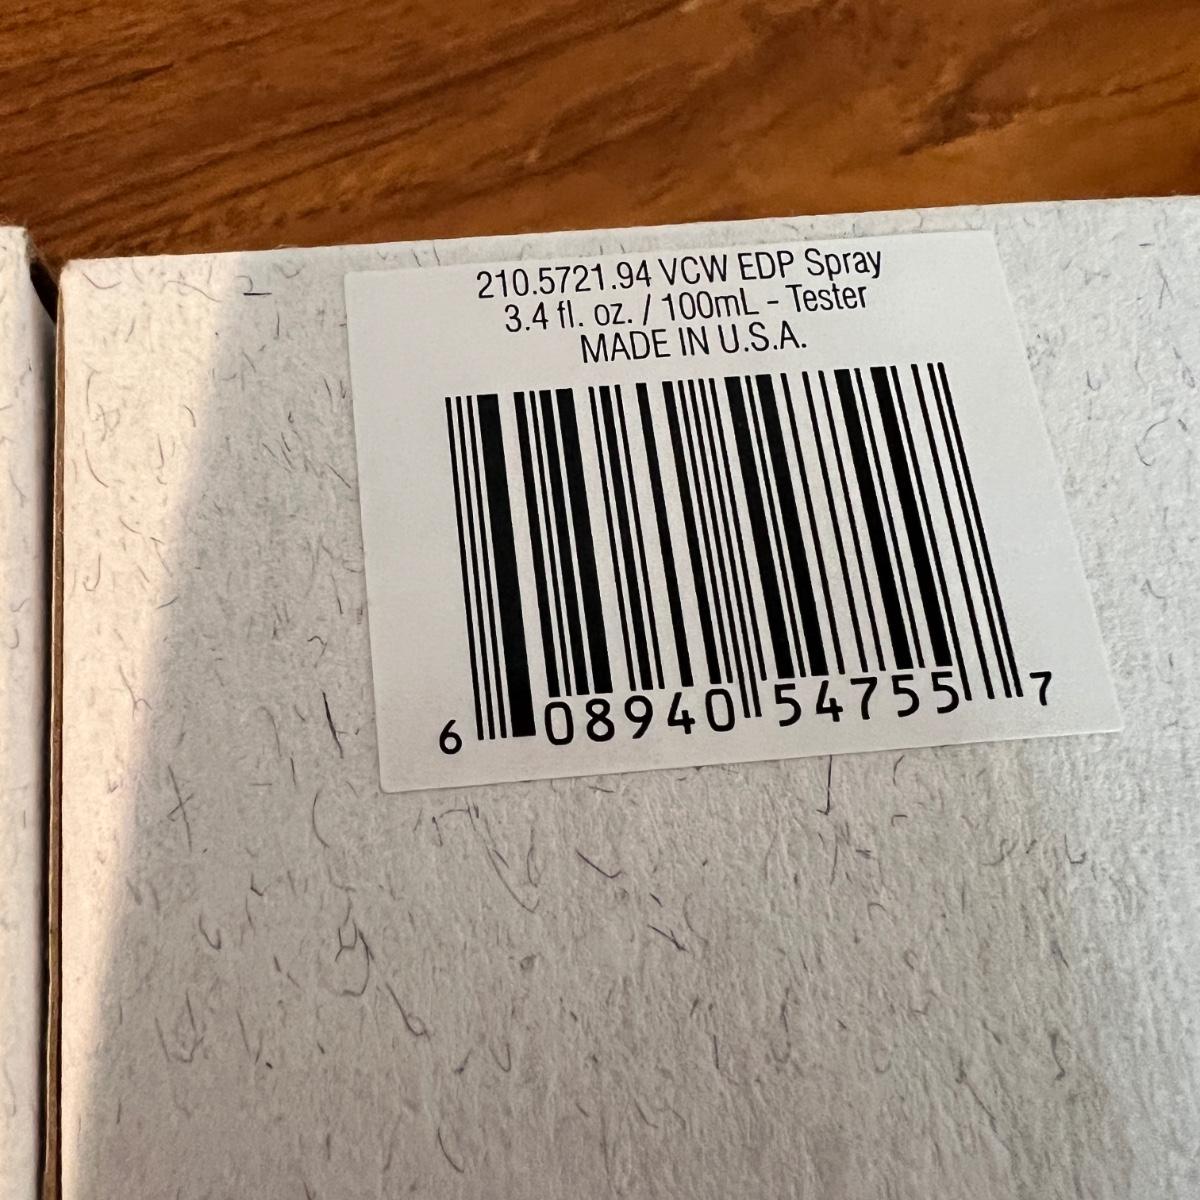 210.5721.94 VCW EDP Spray
3.4 fl. oz. / 100mL - Tester
MADE IN U.S.A.
6 08940 54755 7